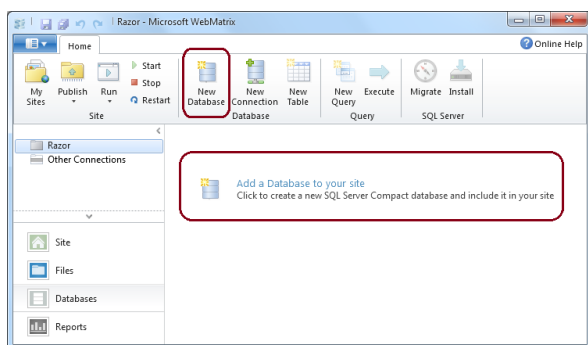 Razor - Microsoft WebMatrix
Home
Online Help
My Sites
Publish
Run
Start
Stop
Restart
New Database
New Connection
New Table
New Query
Execute
Migrate
Install
Site
Database
Query
SQL Server
Razor
Other Connections
Add a Database to your site
Click to create a new SQL Server Compact database and include it in your site
Site
Files
Databases
Reports